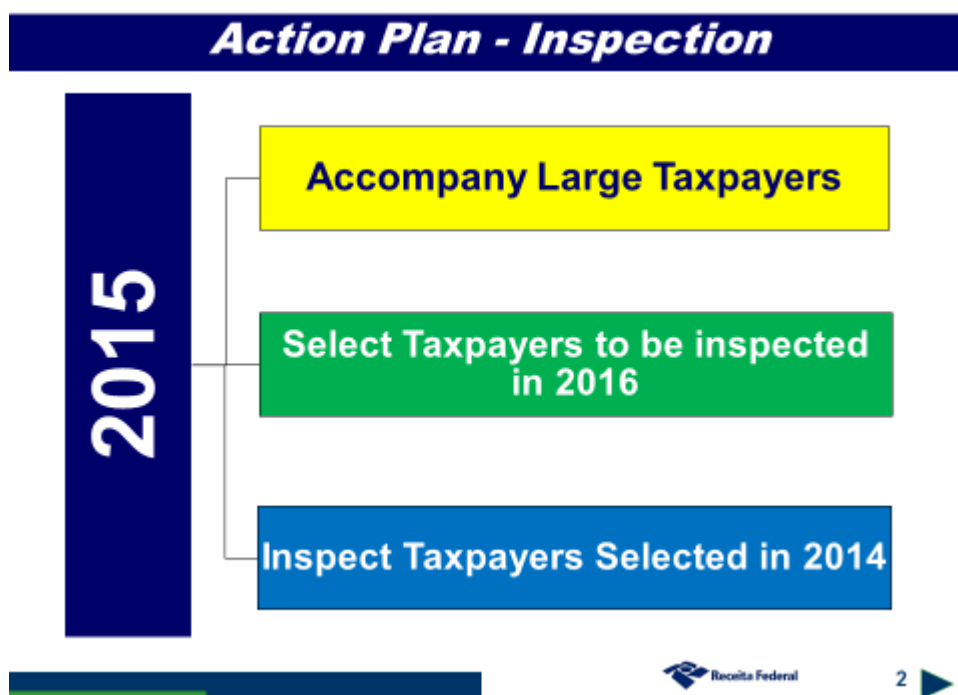 Action Plan - Inspection
2015
Accompany Large Taxpayers
Select Taxpayers to be inspected
in 2016
Inspect Taxpayers Selected in 2014
Receita Federal
2